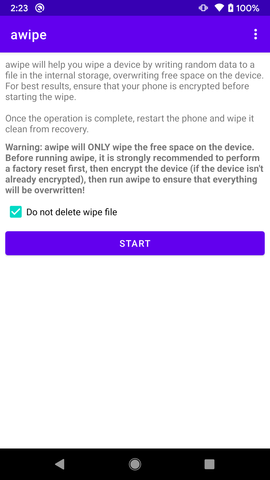 2:23
100%
awipe
awipe will help you wipe a device by writing random data to a
file in the internal storage, overwriting free space on the device.
For best results, ensure that your phone is encrypted before
starting the wipe.
Once the operation is complete, restart the phone and wipe it
clean from recovery.
Warning: awipe will ONLY wipe the free space on the device.
Before running awipe, it is strongly recommended to perform
a factory reset first, then encrypt the device (if the device isn't
already encrypted), then run awipe to ensure that everything
will be overwritten!
Do not delete wipe file
START